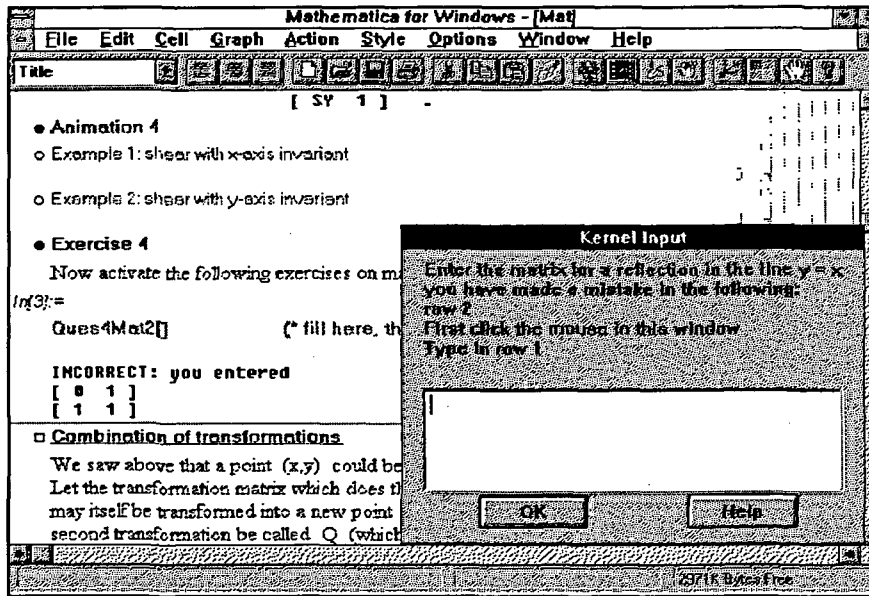 Mathematica for Windows - [Mat]
File Edit Cell Graph Action Style Options Window Help
Title
[ SY 1 ] .
Animation 4
Example 1: shear with x-axis invariant
Example 2: shear with y-axis invariant
Exercise 4
Now activate the following exercises on ma
In[3]:=
Ques4Mat2[] (* fill here, th
INCORRECT: you entered
[ 0 1 ]
[ 1 1 ]
Combination of transformations
We saw above that a point (x,y) could be
Let the transformation matrix which does th
may itself be transformed into a new point
second transformation be called Q (which
Kernel Input
Enter the matrix for a reflection in the line y = x
you have made a mistake in the following:
row 2
First click the mouse in this window
Type in row 1
OK Help
2971K Bytes Free